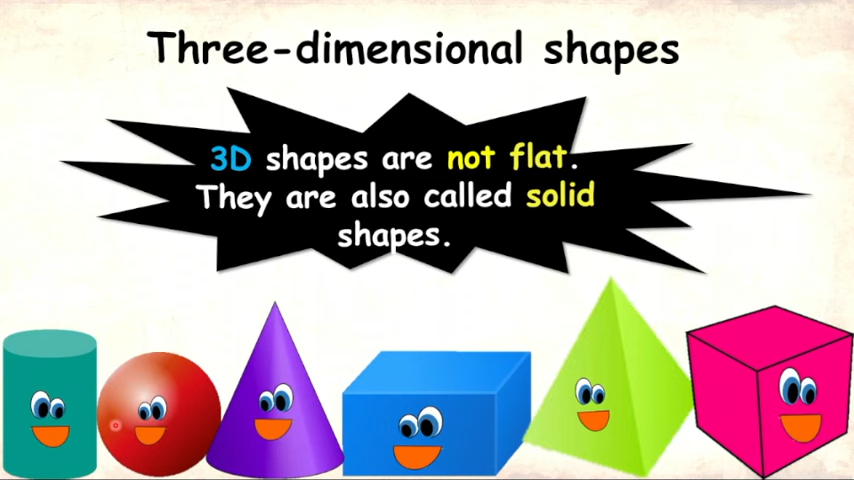 Three-dimensional shapes
3D shapes are not flat.
They are also called solid
shapes.